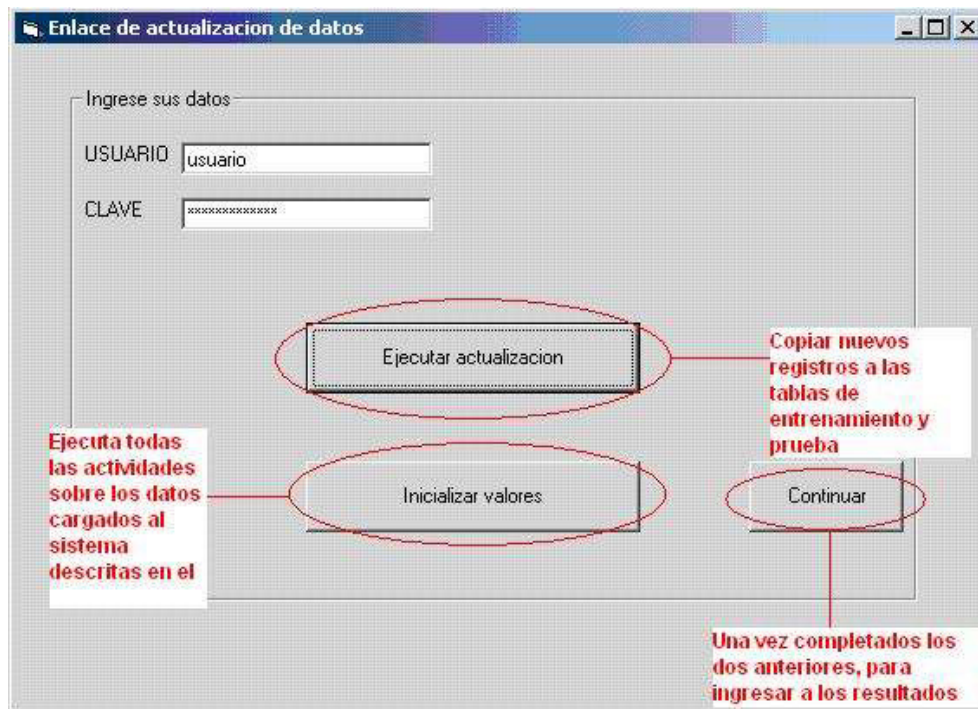 Enlace de actualizacion de datos
Ingrese sus datos
USUARIO usuario
CLAVE *************
Ejecutar actualizacion
Copiar nuevos
registros a las
tablas de
entrenamiento y
prueba
Ejecuta todas
las actividades
sobre los datos
cargados al
sistema
descritas en el
Inicializar valores
Continuar
Una vez completados los
dos anteriores, para
ingresar a los resultados